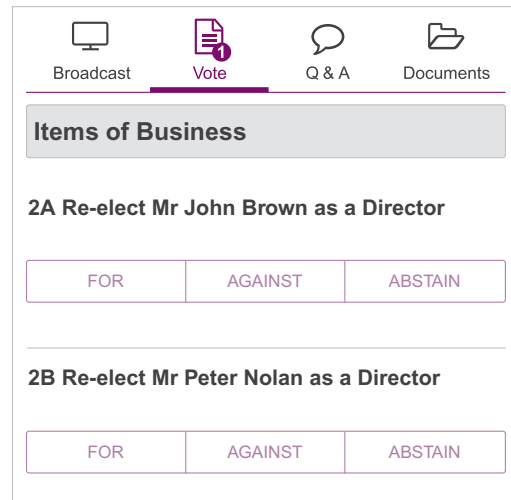 1
Broadcast Vote Q & A Documents
Items of Business
2A Re-elect Mr John Brown as a Director
FOR AGAINST ABSTAIN
2B Re-elect Mr Peter Nolan as a Director
FOR AGAINST ABSTAIN